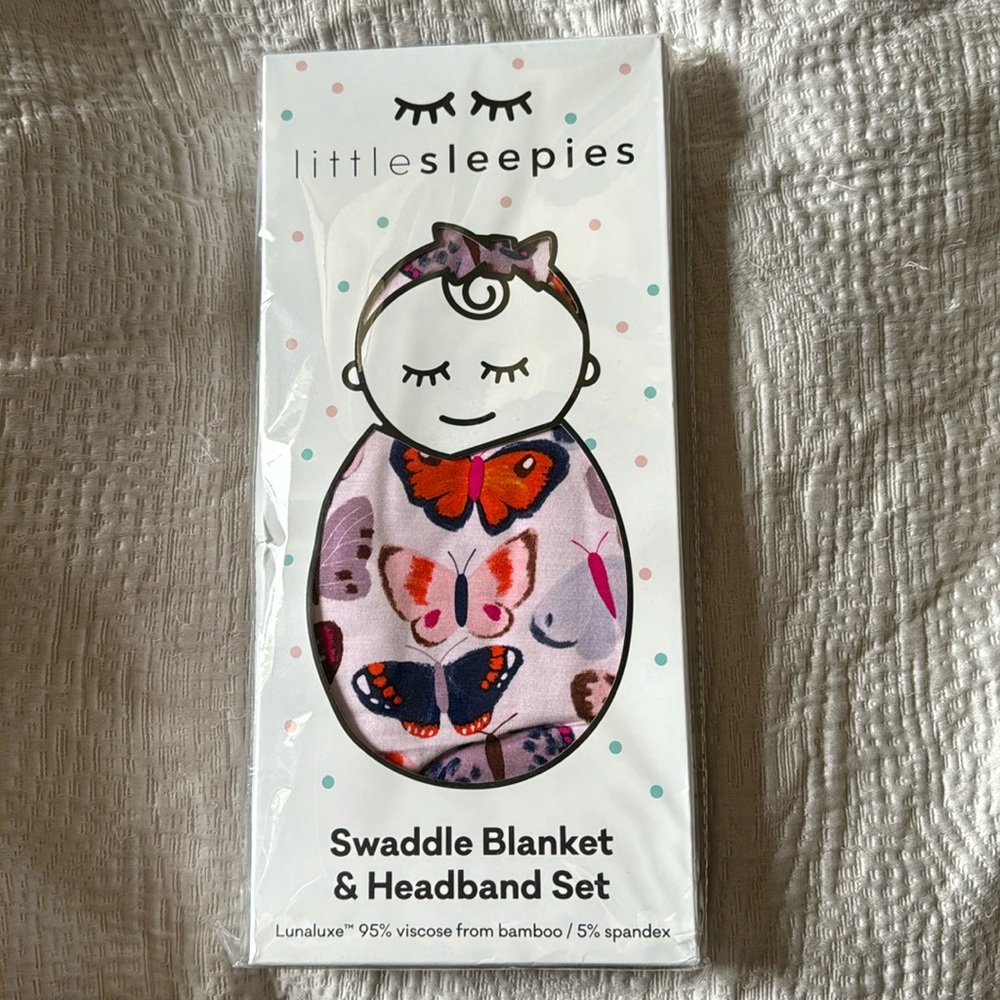 littlesleepies
Swaddle Blanket
& Headband Set
Lunaluxe™ 95% viscose from bamboo / 5% spandex